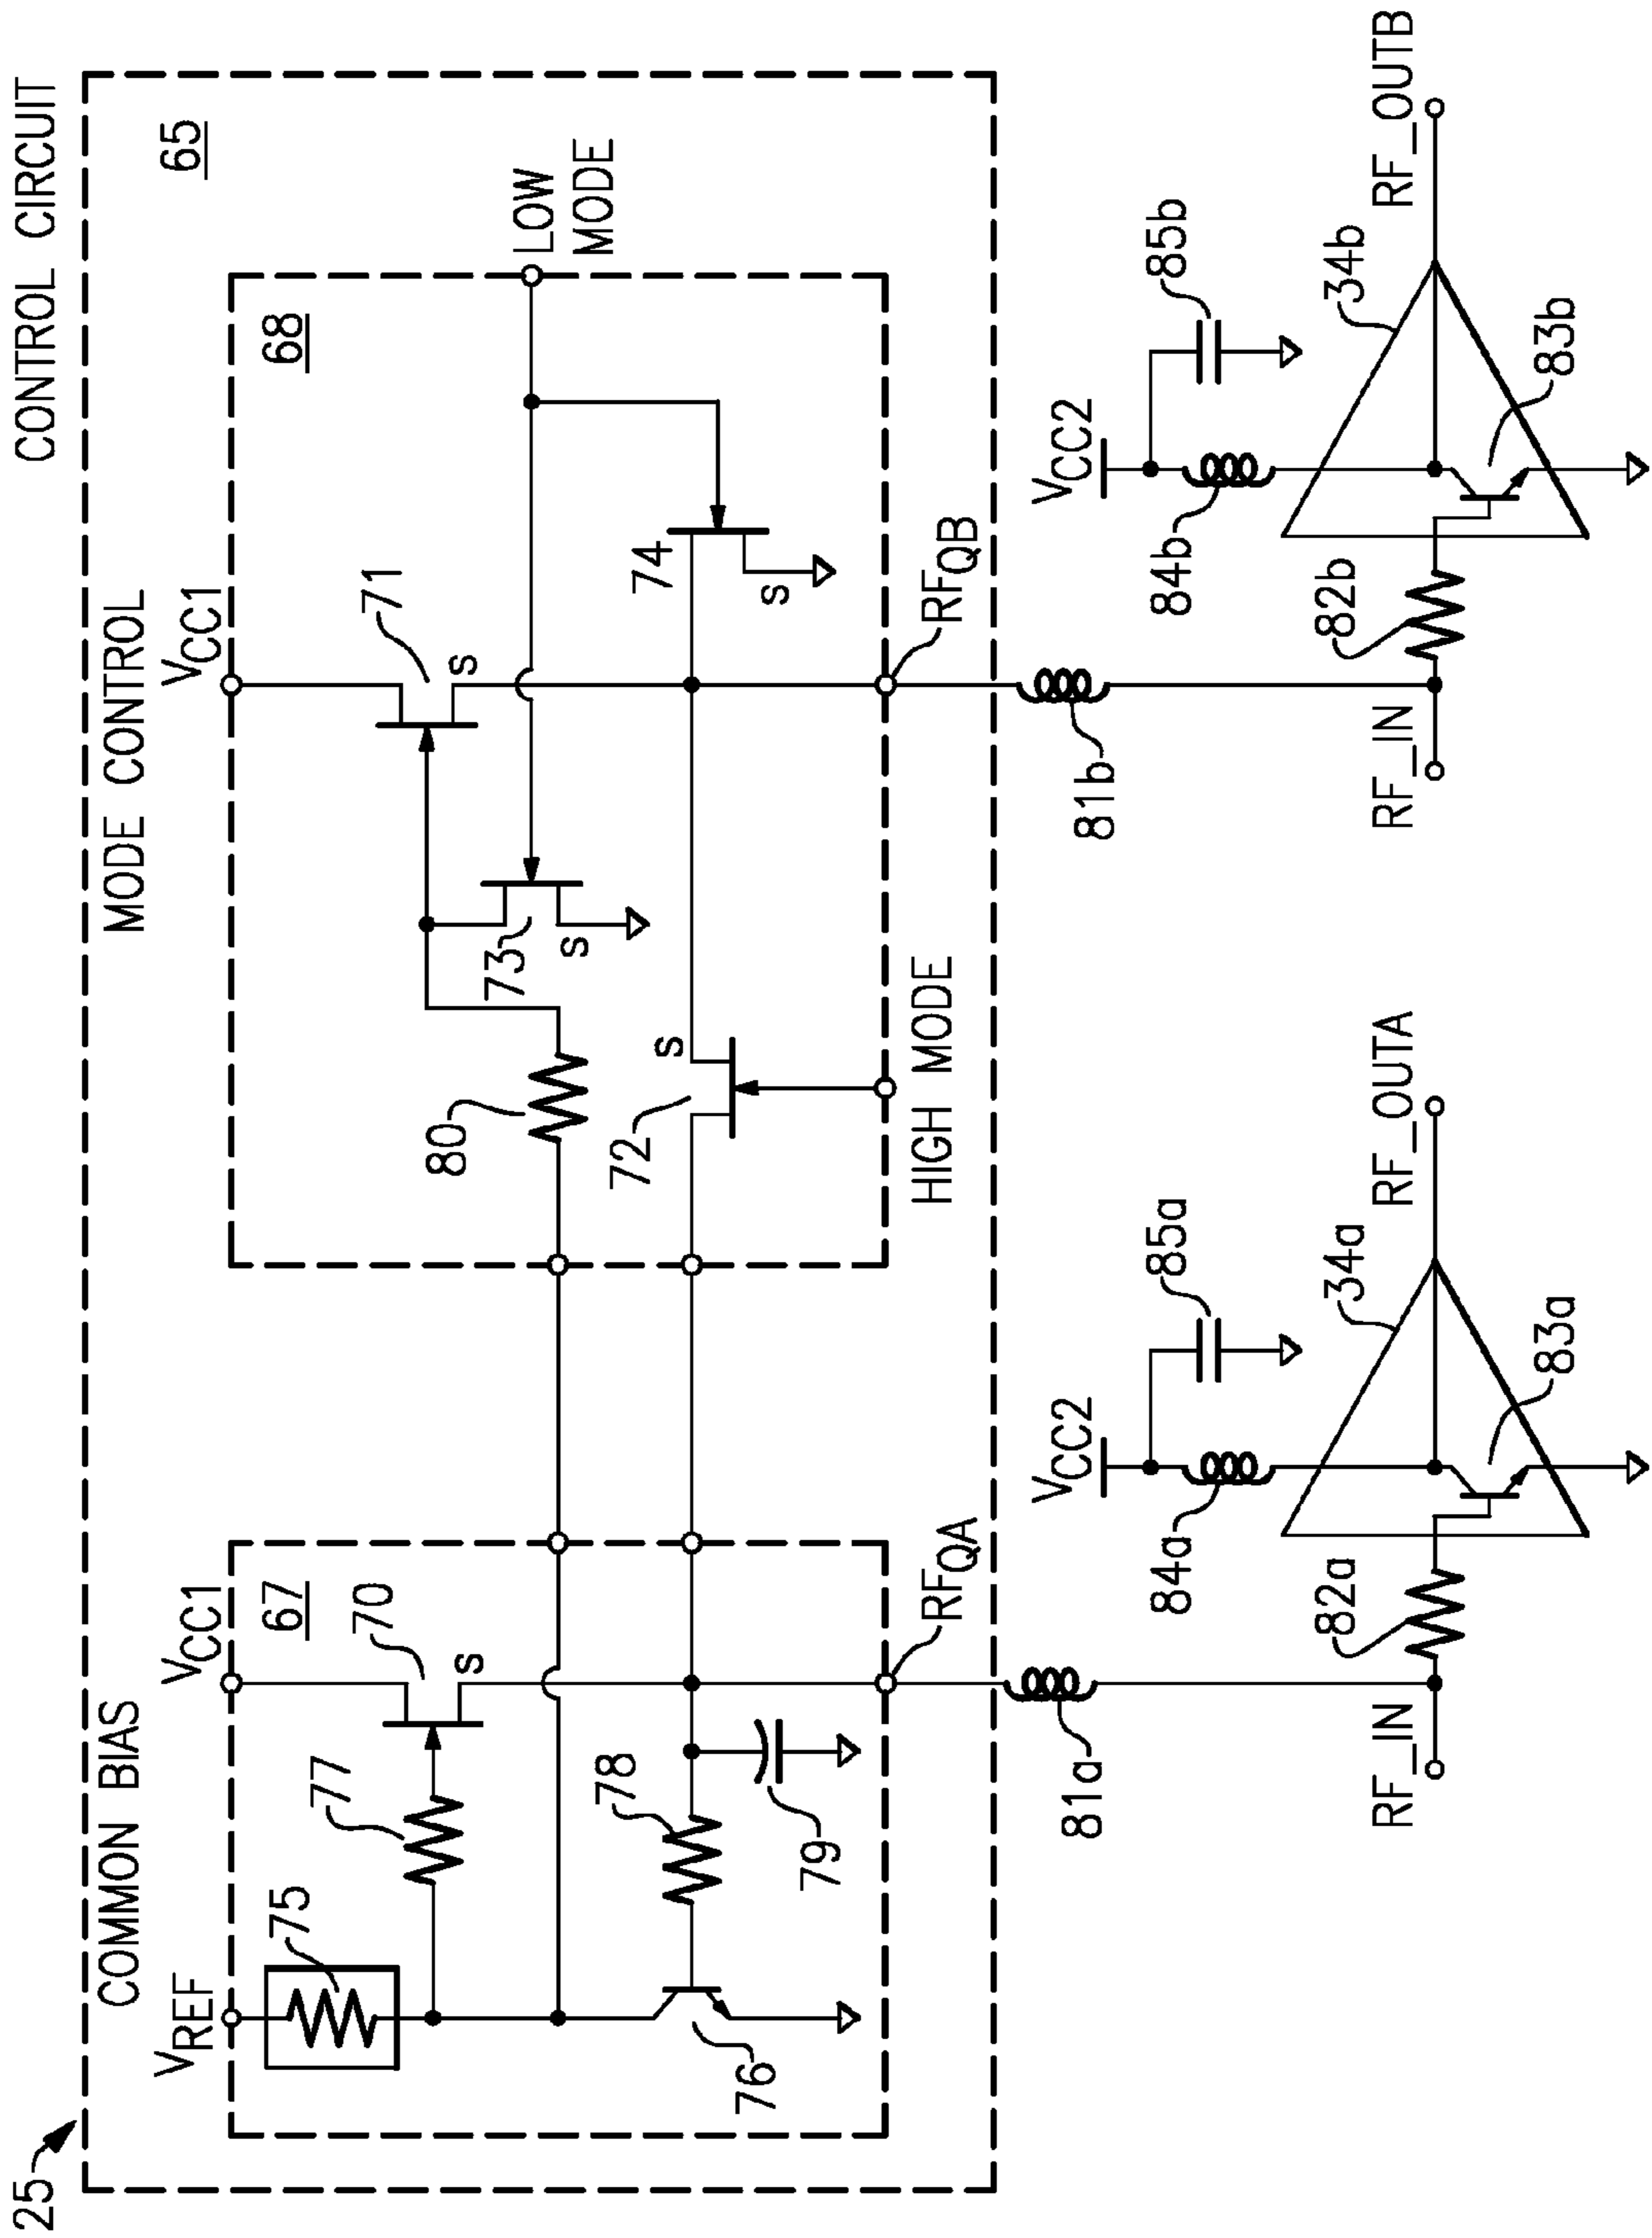 CONTROL CIRCUIT
25
65
COMMON BIAS
MODE CONTROL
VREF
VCC1
VCC1
67
68
75
77
70
71
s
LOW
MODE
80
73
s
74
s
72
s
76
78
79
HIGH MODE
RFQA
RFQB
81a
81b
VCC2
VCC2
84a
85a
84b
85b
82a
34a
82b
34b
RF_IN
RF_OUTA
RF_IN
RF_OUTB
83a
83b